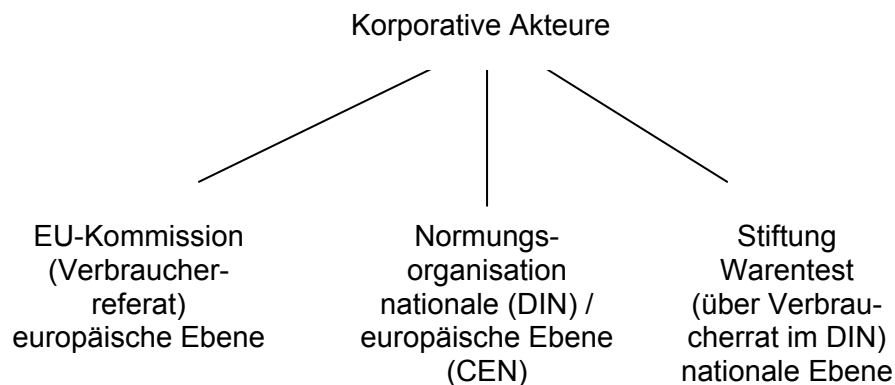 Korporative Akteure
EU-Kommission
(Verbraucher-
referat)
europäische Ebene
Normungs-
organisation
nationale (DIN) /
europäische Ebene
(CEN)
Stiftung
Warentest
(über Verbrau-
cherrat im DIN)
nationale Ebene